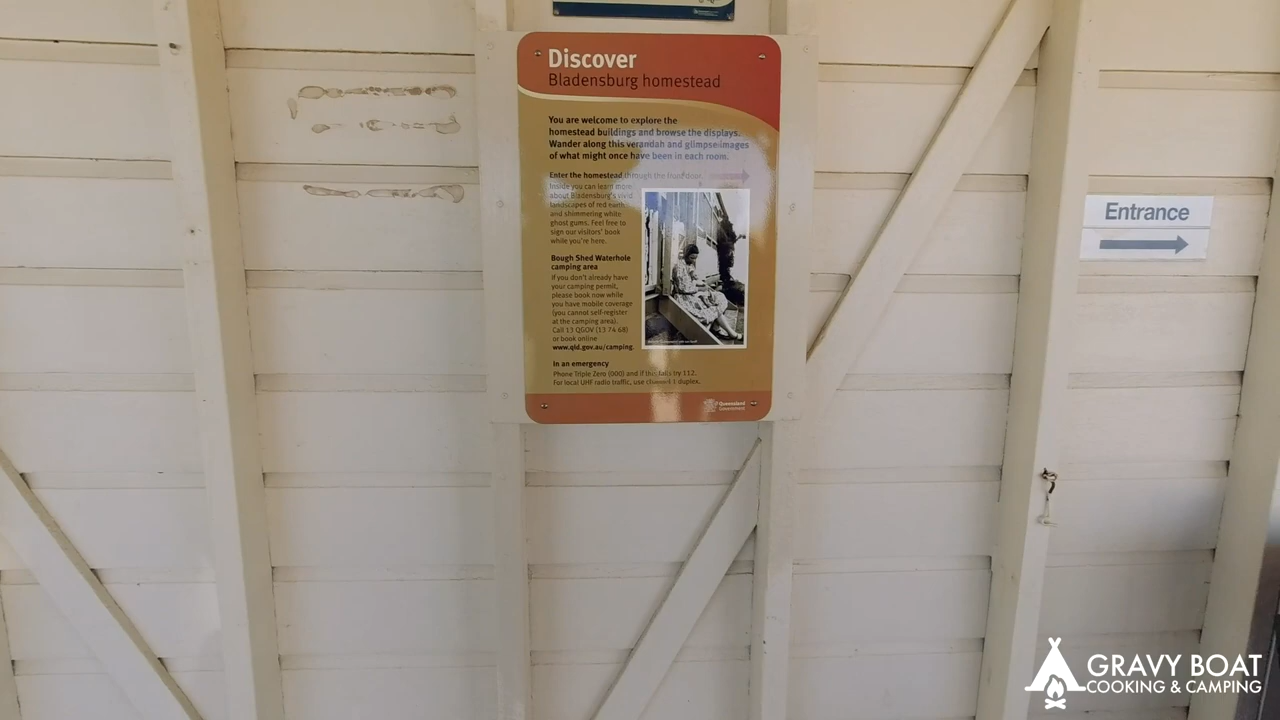 Discover
Bladensburg homestead
You are welcome to explore the
homestead buildings and browse the displays.
Wander along this verandah and glimpse images
of what might once have been in each room.
Enter the homestead through the front door.
Inside you can learn more
about Bladensburg's vivid
landscapes of red earth
and shimmering white
ghost gums. Feel free to
sign our visitors' book
while you're here.
Bough Shed Waterhole
camping area
If you don't already have
your camping permit,
please book now while
you have mobile coverage
(you cannot self-register
at the camping area).
Call 13 QGOV (13 74 68)
or book online
www.qld.gov.au/camping.
In an emergency
Phone Triple Zero (000) and if this fails try 112.
For local UHF radio traffic, use channel 1 duplex.
Queensland
Government
Entrance
GRAVY BOAT
COOKING & CAMPING